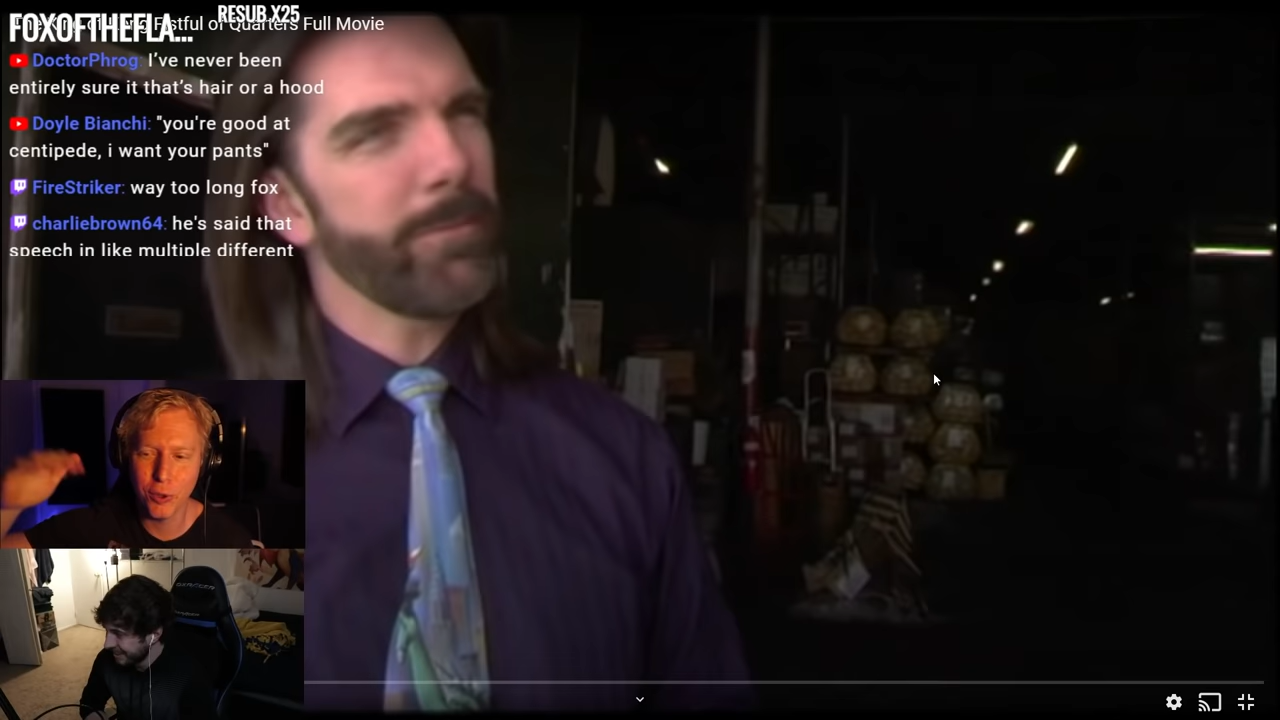 RESUB X25
Fistful of Quarters Full Movie
FOXOFTHEFLA...
DoctorPhrog: I’ve never been
entirely sure it that’s hair or a hood
Doyle Bianchi: "you're good at
centipede, i want your pants"
FireStriker: way too long fox
charliebrown64: he's said that
speech in like multiple different